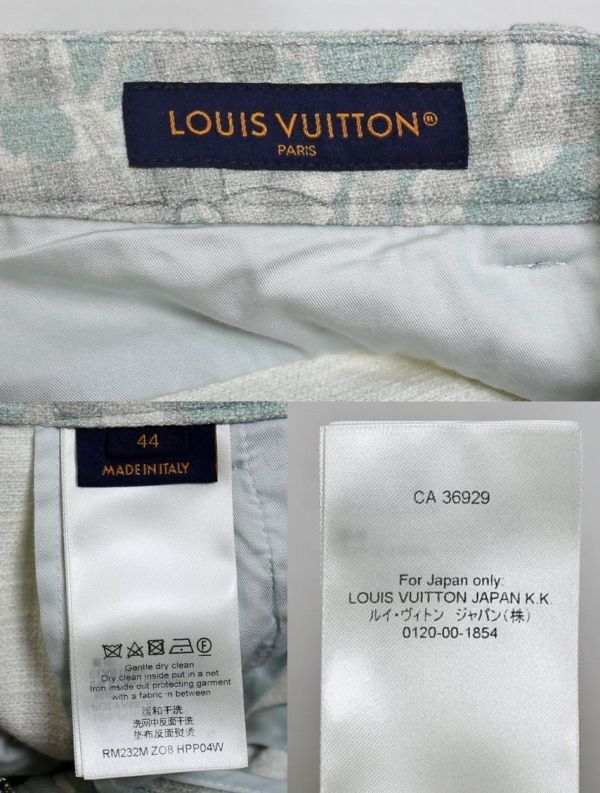 LOUIS VUITTON®
PARIS
44
MADE IN ITALY
Gentle dry clean
Dry clean inside out in a net
Iron inside out protecting garment
with a fabric in between
缓和干洗
洗网中反面干洗
垫布反面熨烫
RM232M ZO8 HPP04W
CA 36929
For Japan only:
LOUIS VUITTON JAPAN K.K.
ルイ・ヴィトン ジャパン(株)
0120-00-1854